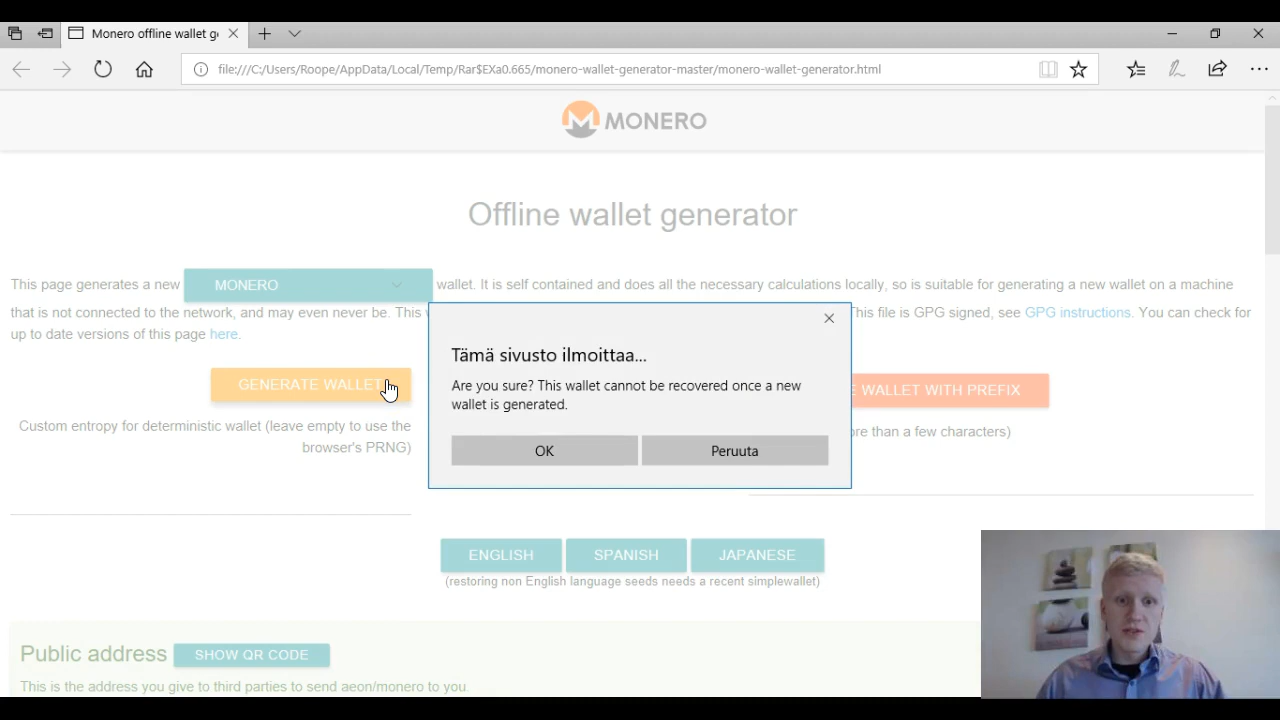 Monero offline wallet g
file:///C:/Users/Roope/AppData/Local/Temp/Rar$EXa0.665/monero-wallet-generator-master/monero-wallet-generator.html
MONERO
Offline wallet generator
This page generates a new MONERO wallet. It is self contained and does all the necessary calculations locally, so is suitable for generating a new wallet on a machine
that is not connected to the network, and may even never be. This This file is GPG signed, see GPG instructions. You can check for
up to date versions of this page here.
Tämä sivusto ilmoittaa...
Are you sure? This wallet cannot be recovered once a new
wallet is generated.
OK Peruuta
GENERATE WALLET
WALLET WITH PREFIX
Custom entropy for deterministic wallet (leave empty to use the
browser's PRNG)
than a few characters)
ENGLISH SPANISH JAPANESE
(restoring non English language seeds needs a recent simplewallet)
Public address SHOW QR CODE
This is the address you give to third parties to send aeon/monero to you.